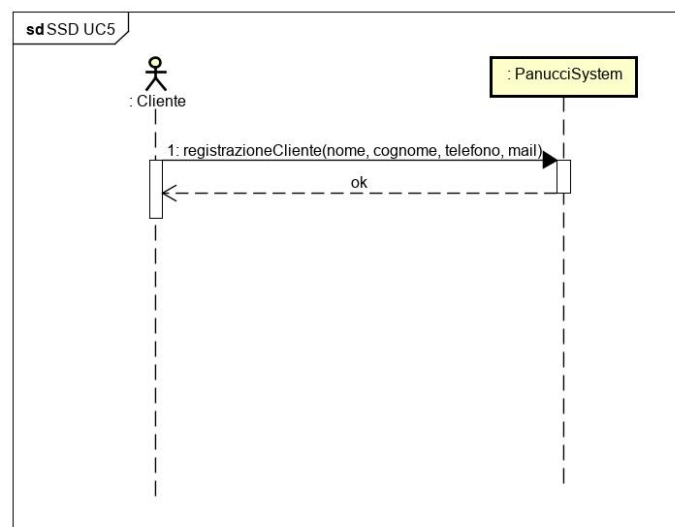 sd SSD UC5
: Cliente
: PanucciSystem
1: registrazioneCliente(nome, cognome, telefono, mail)
ok